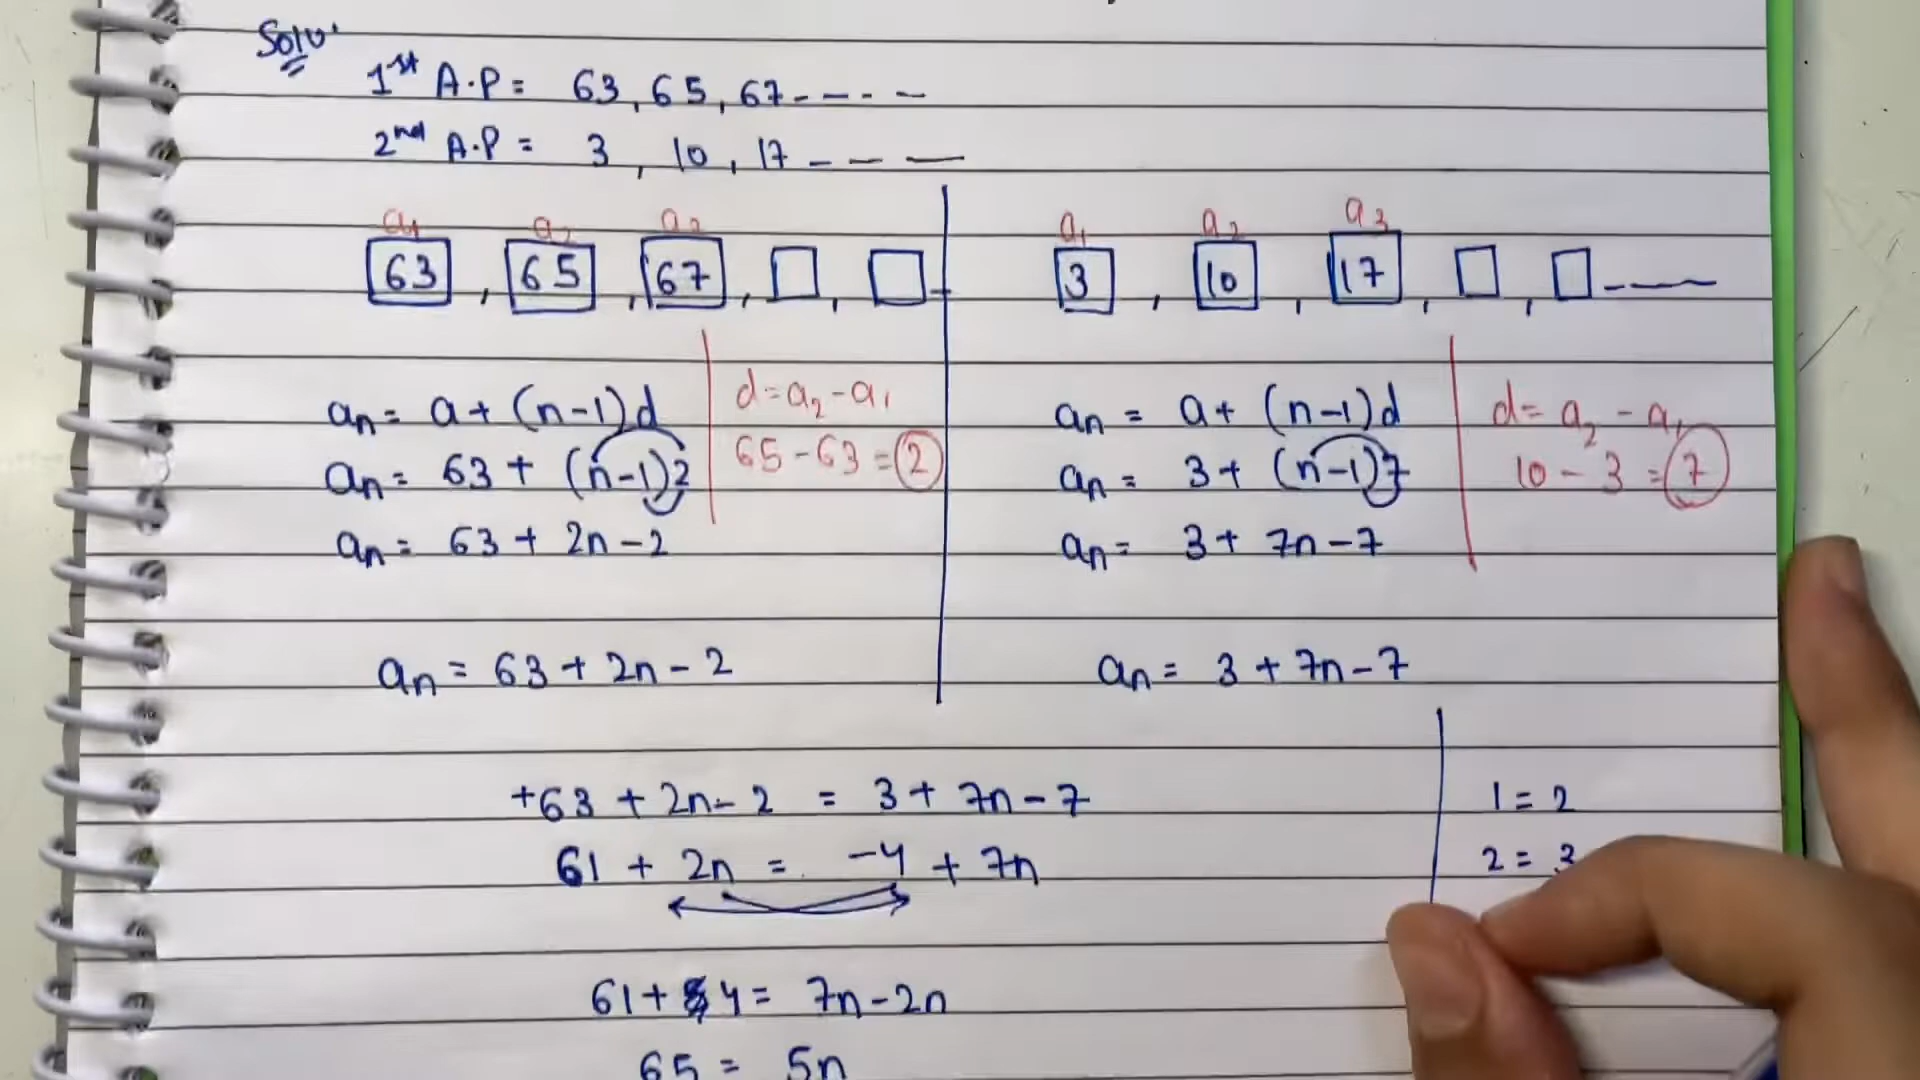 Solu.
1st A.P = 63, 65, 67 - - - -
2nd A.P = 3, 10, 17 - - -
a1 a2 a3
63, 65, 67, □, □
an = a + (n-1)d
an = 63 + (n-1)2
an = 63 + 2n - 2
d = a2 - a1
65 - 63 = 2
an = 63 + 2n - 2
a1 a2 a3
3, 10, 17, □, □ - - -
an = a + (n-1)d
an = 3 + (n-1)7
an = 3 + 7n - 7
d = a2 - a1
10 - 3 = 7
an = 3 + 7n - 7
+63 + 2n - 2 = 3 + 7n - 7
61 + 2n = -4 + 7n
61 + 4 = 7n - 2n
65 = 5n
1 = 2
2 = 3